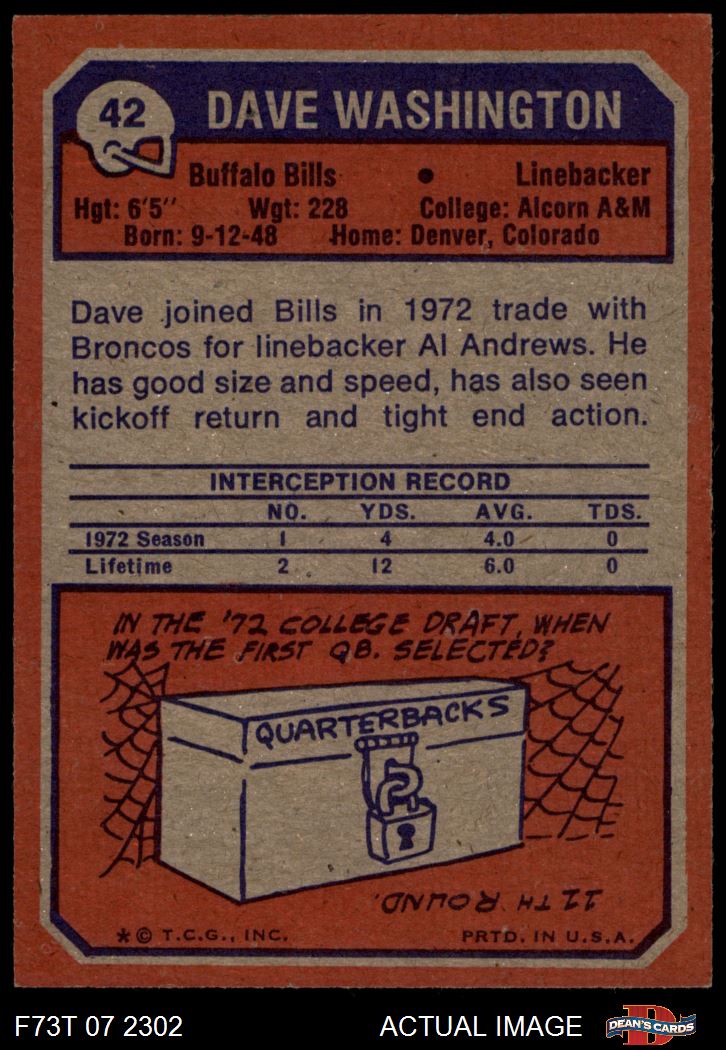 42 DAVE WASHINGTON
Buffalo Bills • Linebacker
Hgt: 6'5" Wgt: 228 College: Alcorn A&M
Born: 9-12-48 Home: Denver, Colorado
Dave joined Bills in 1972 trade with
Broncos for linebacker Al Andrews. He
has good size and speed, has also seen
kickoff return and tight end action.
INTERCEPTION RECORD
NO. YDS. AVG. TDS.
1972 Season 1 4 4.0 0
Lifetime 2 12 6.0 0
IN THE '72 COLLEGE DRAFT, WHEN
WAS THE FIRST QB. SELECTED?
QUARTERBACKS
11TH ROUND.
*© T.C.G., INC. PRTD. IN U.S.A.
F73T 07 2302 ACTUAL IMAGE D DEAN'S CARDS